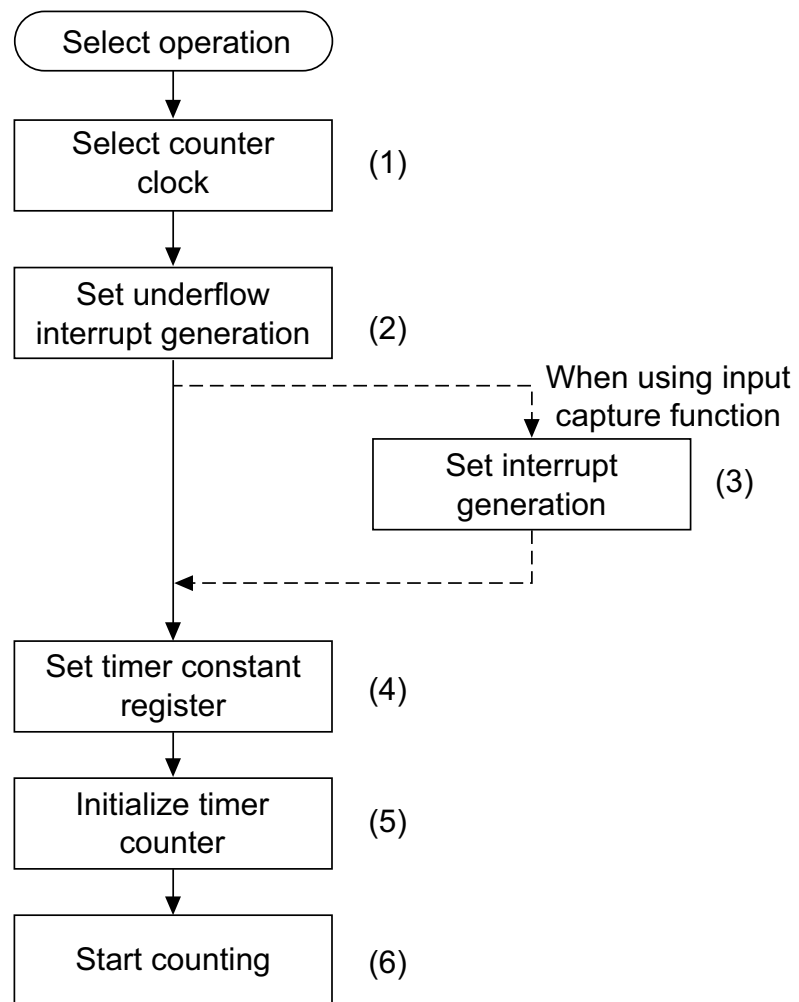 Select operation
Select counter
clock
(1)
Set underflow
interrupt generation
(2)
When using input
capture function
Set interrupt
generation
(3)
Set timer constant
register
(4)
Initialize timer
counter
(5)
Start counting
(6)